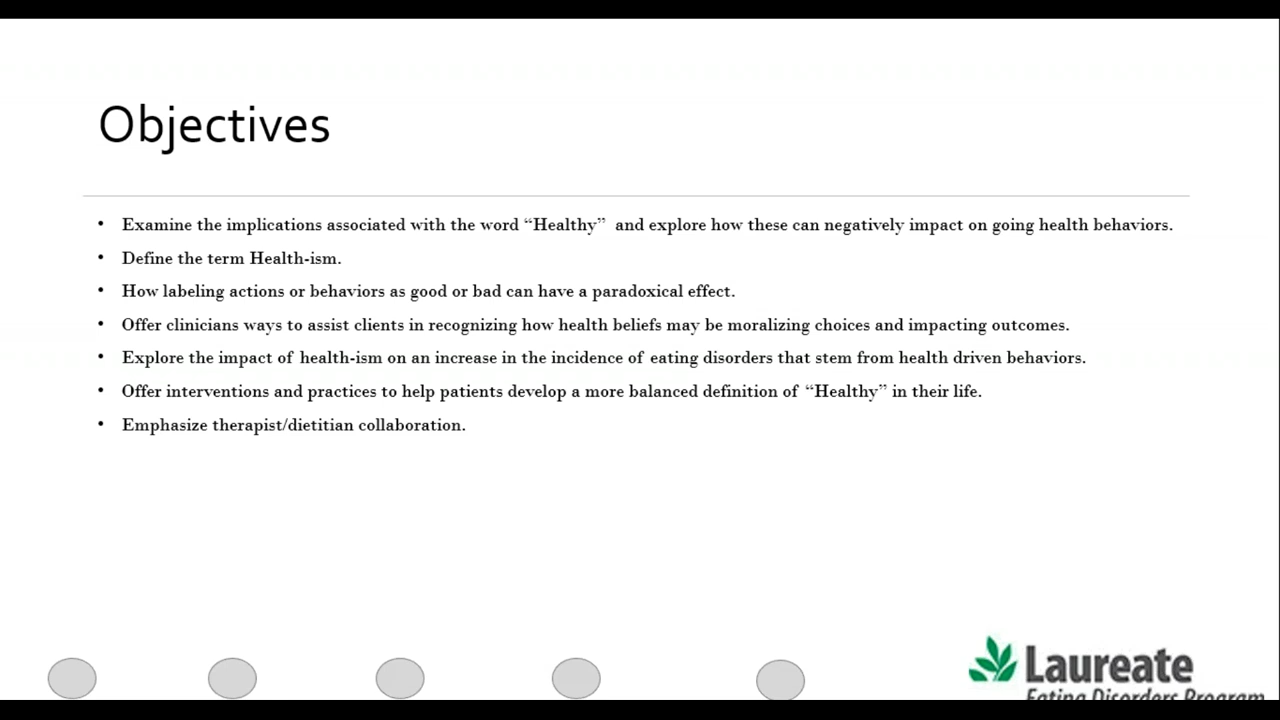 Objectives
• Examine the implications associated with the word “Healthy” and explore how these can negatively impact on going health behaviors.
• Define the term Health-ism.
• How labeling actions or behaviors as good or bad can have a paradoxical effect.
• Offer clinicians ways to assist clients in recognizing how health beliefs may be moralizing choices and impacting outcomes.
• Explore the impact of health-ism on an increase in the incidence of eating disorders that stem from health driven behaviors.
• Offer interventions and practices to help patients develop a more balanced definition of “Healthy” in their life.
• Emphasize therapist/dietitian collaboration.
Laureate
Eating Disorders Program